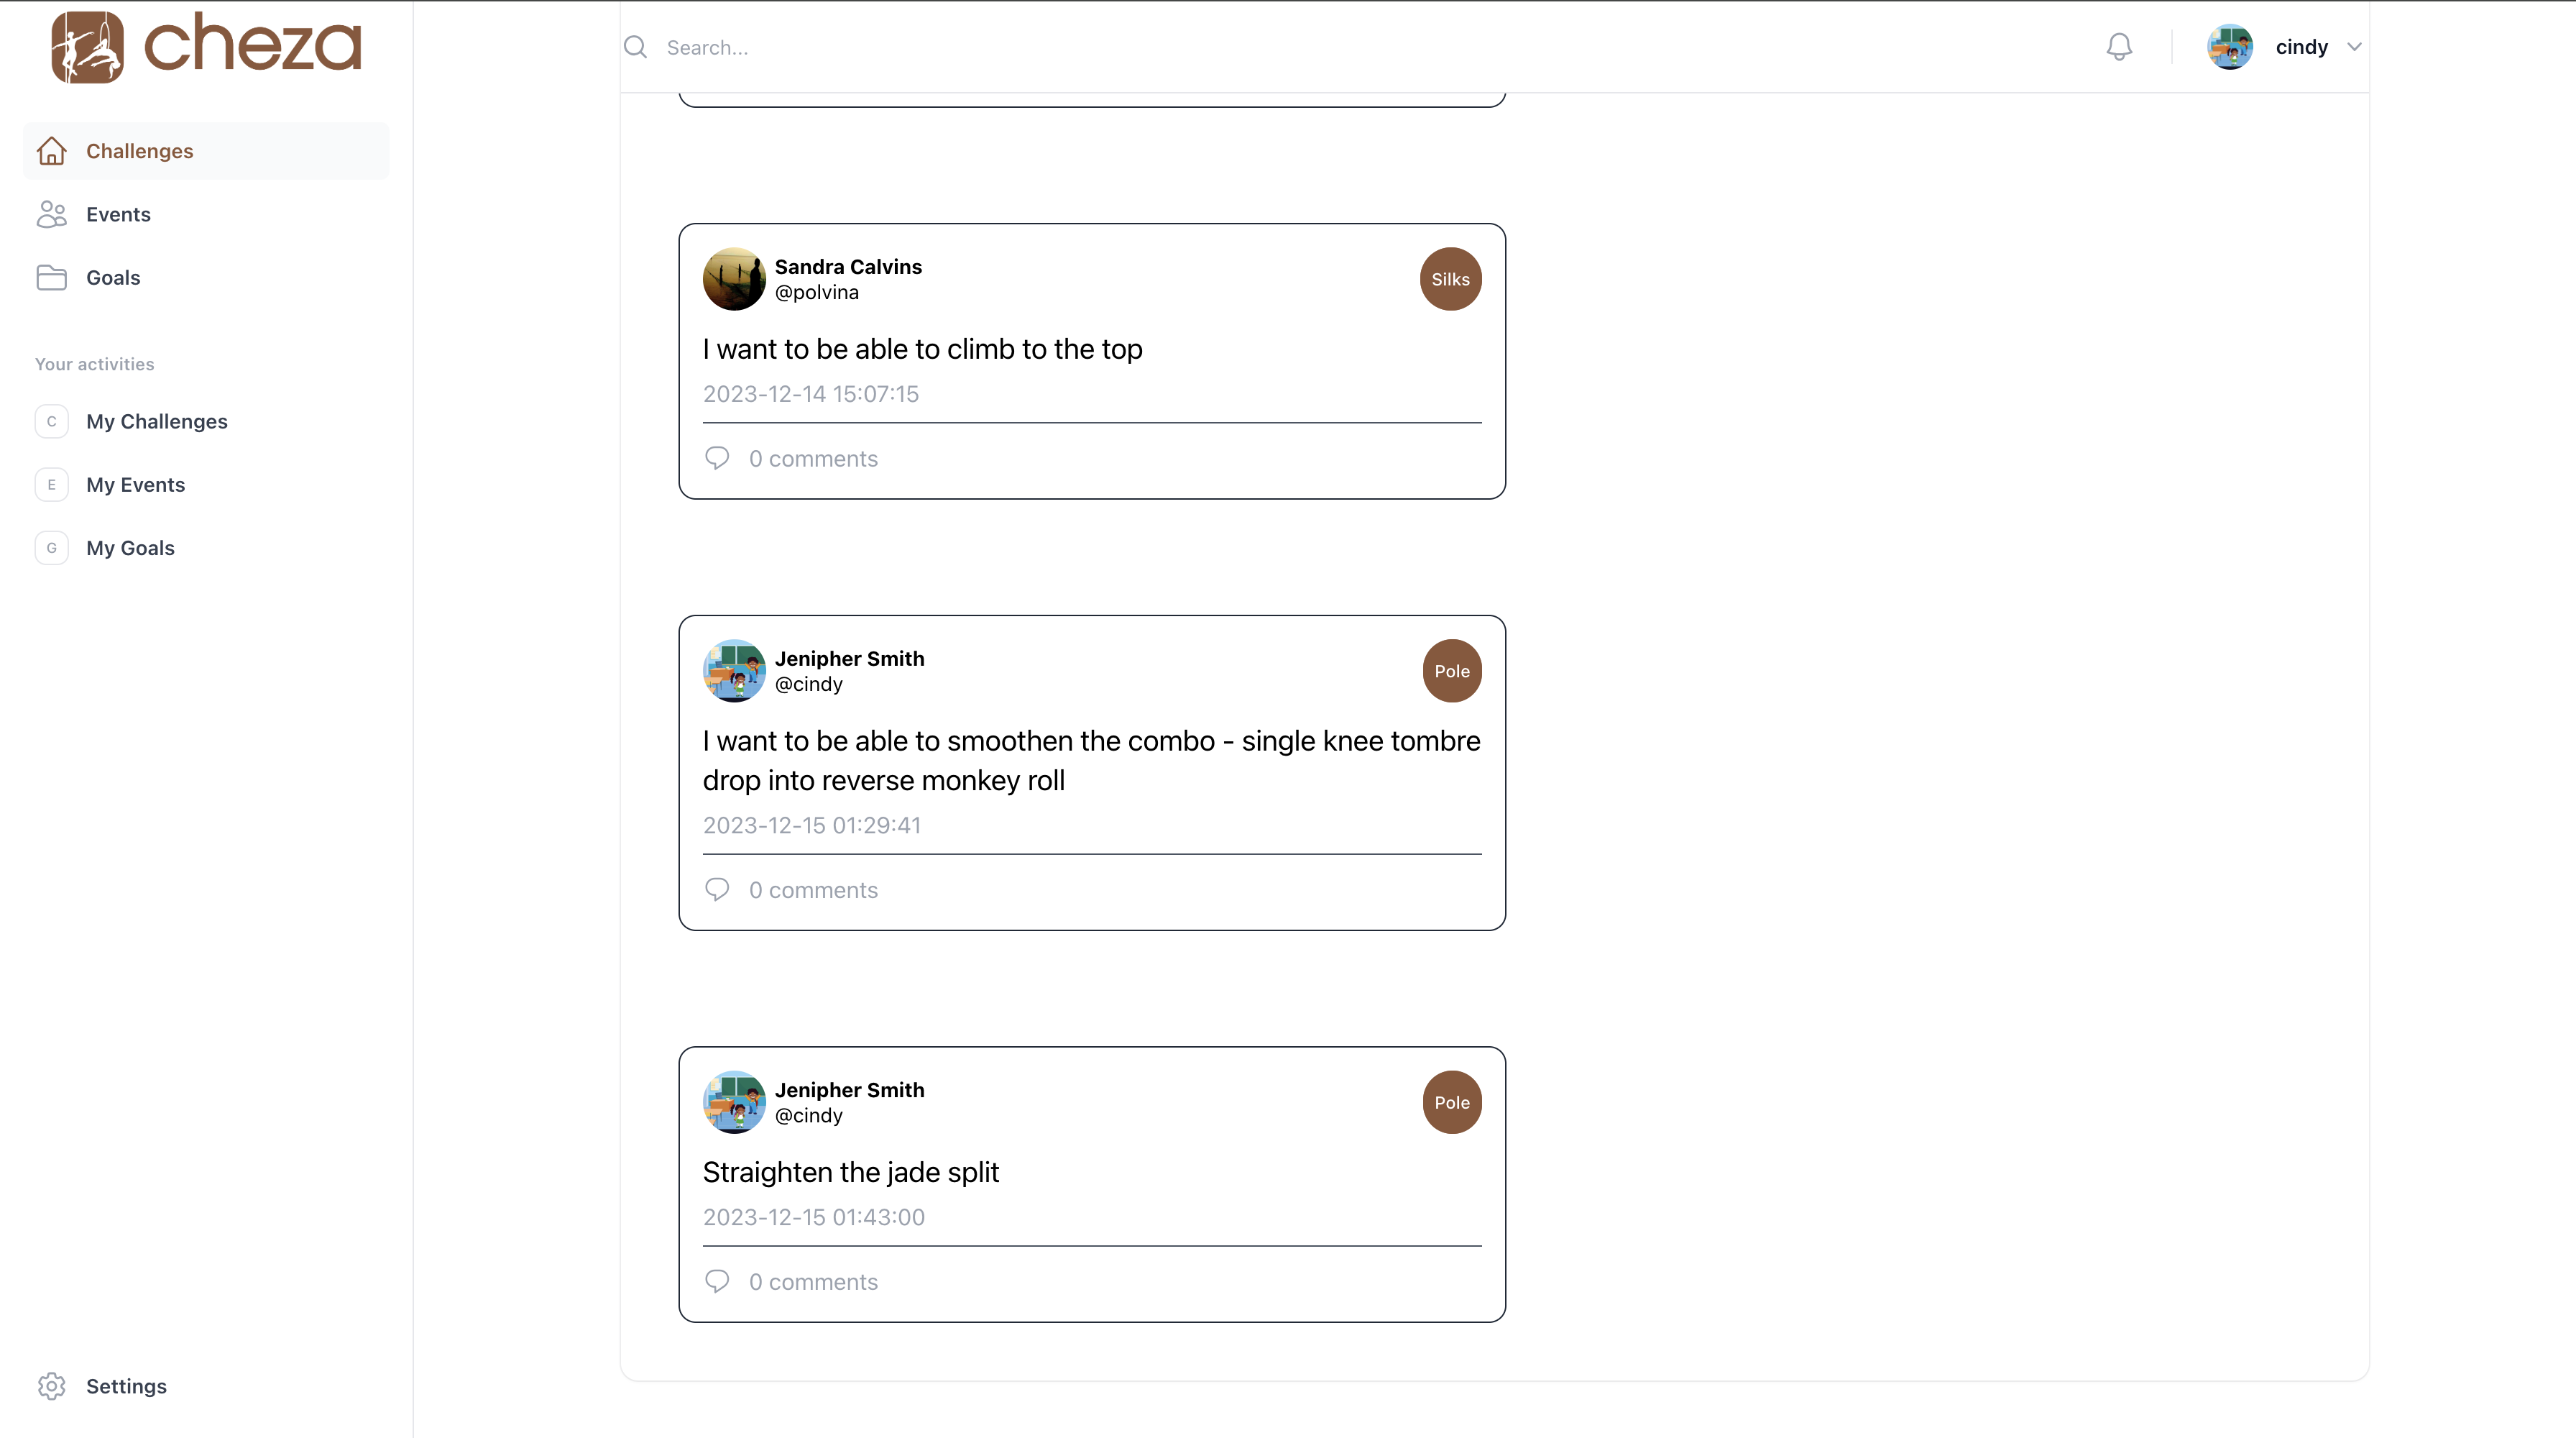 cheza
Challenges
Events
Goals
Your activities
C My Challenges
E My Events
G My Goals
Settings
Search...
cindy
Sandra Calvins
@polvina
Silks
I want to be able to climb to the top
2023-12-14 15:07:15
0 comments
Jenipher Smith
@cindy
Pole
I want to be able to smoothen the combo - single knee tombre
drop into reverse monkey roll
2023-12-15 01:29:41
0 comments
Jenipher Smith
@cindy
Pole
Straighten the jade split
2023-12-15 01:43:00
0 comments